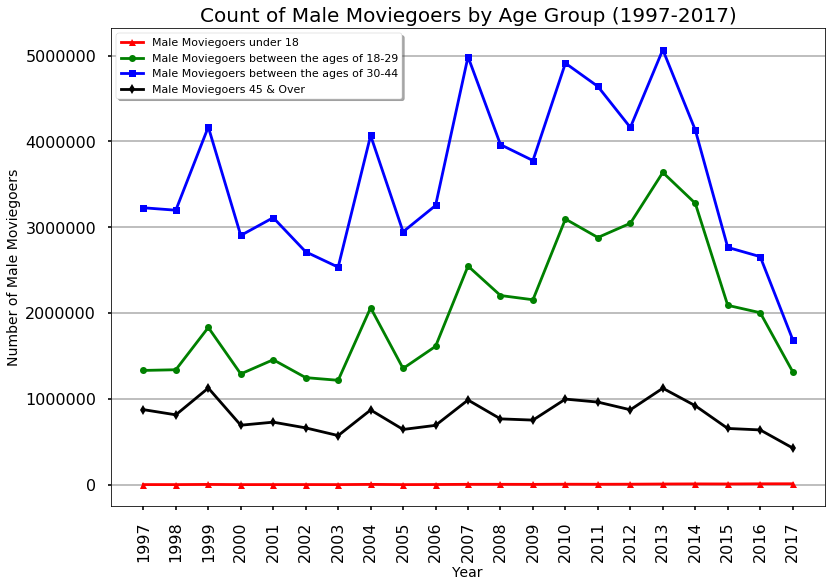 Count of Male Moviegoers by Age Group (1997-2017)
Male Moviegoers under 18
Male Moviegoers between the ages of 18-29
Male Moviegoers between the ages of 30-44
Male Moviegoers 45 & Over
Number of Male Moviegoers
5000000
4000000
3000000
2000000
1000000
0
1997 1998 1999 2000 2001 2002 2003 2004 2005 2006 2007 2008 2009 2010 2011 2012 2013 2014 2015 2016 2017
Year